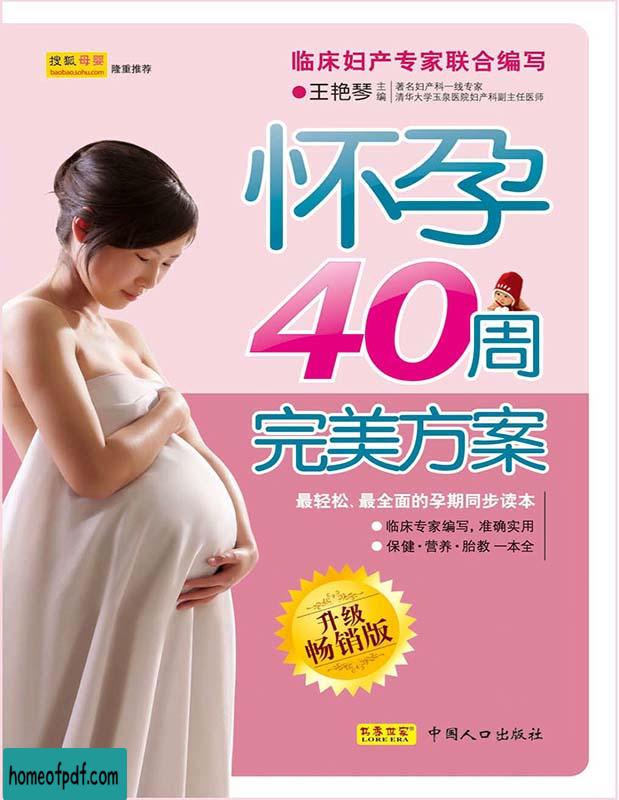 搜狐 母婴
baobao.sohu.com
隆重推荐
临床妇产专家联合编写
●王艳琴 主编 著名妇产科一线专家
清华大学玉泉医院妇产科副主任医师
怀孕
40周
完美方案
最轻松、最全面的孕期同步读本
●临床专家编写，准确实用
●保健·营养·胎教 一本全
升级
畅销版
书香世家
LORE ERA
中国人口出版社
homeofpdf.com